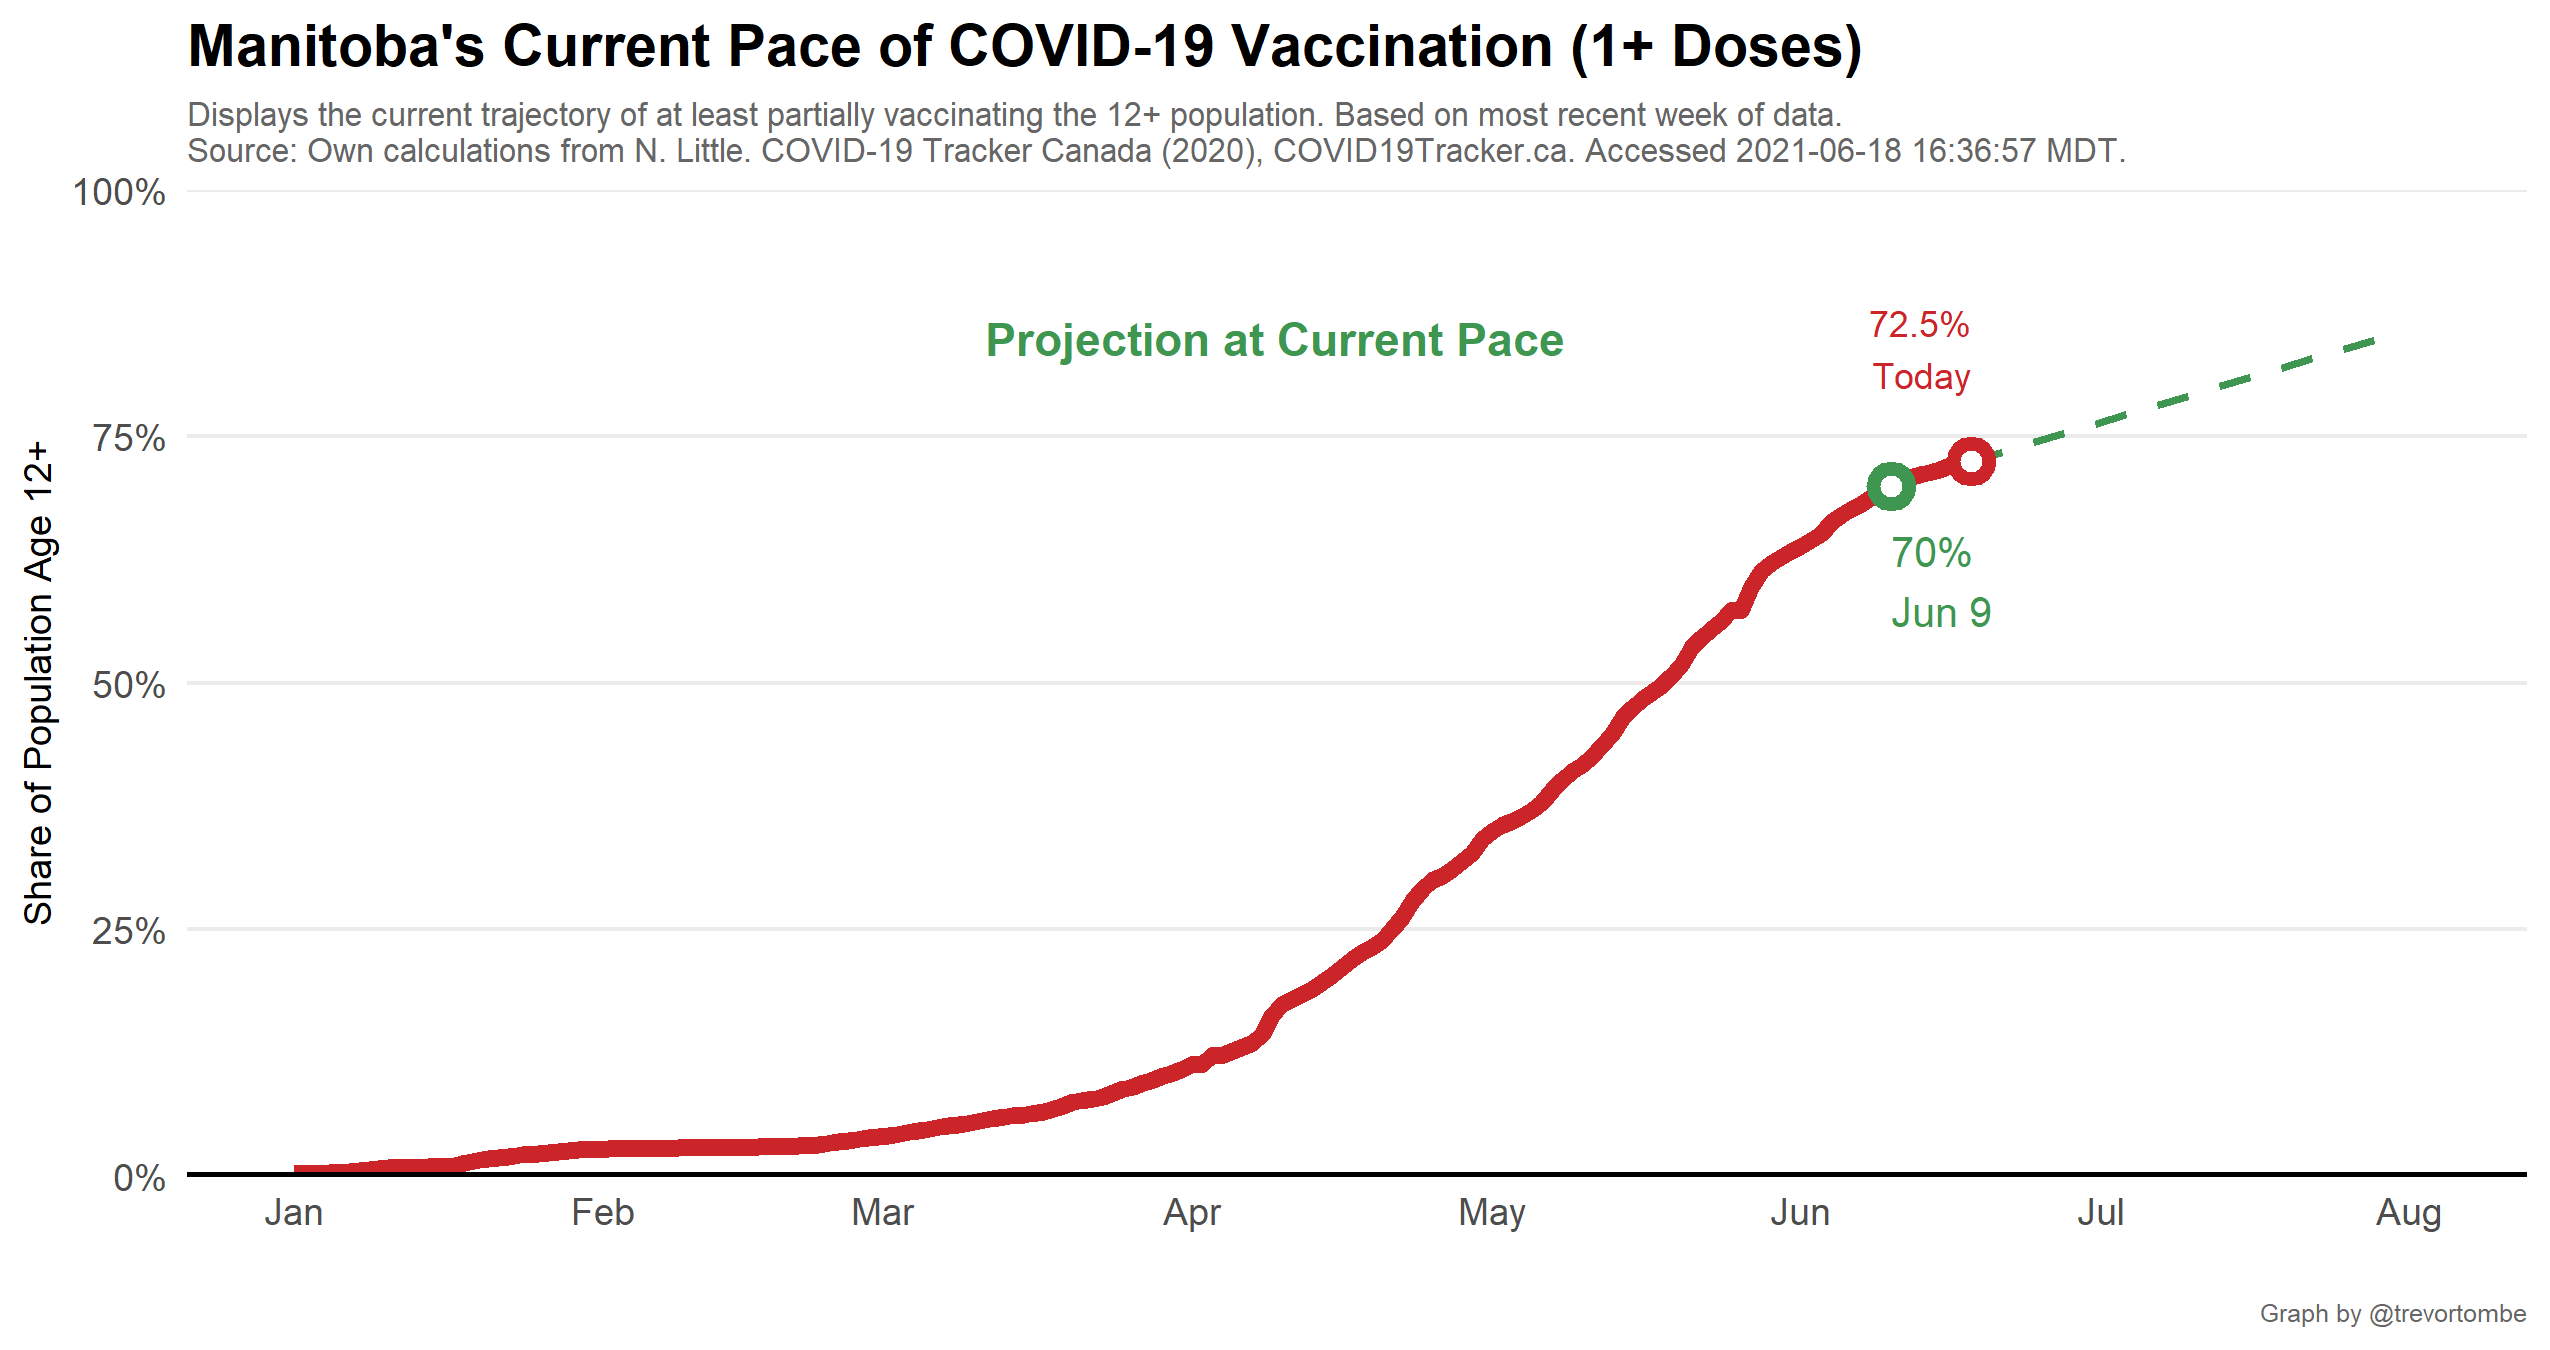 Manitoba's Current Pace of COVID-19 Vaccination (1+ Doses)
Displays the current trajectory of at least partially vaccinating the 12+ population. Based on most recent week of data.
Source: Own calculations from N. Little. COVID-19 Tracker Canada (2020), COVID19Tracker.ca. Accessed 2021-06-18 16:36:57 MDT.
100%
75%
50%
25%
0%
Share of Population Age 12+
Projection at Current Pace
72.5%
Today
70%
Jun 9
Jan
Feb
Mar
Apr
May
Jun
Jul
Aug
Graph by @trevortombe